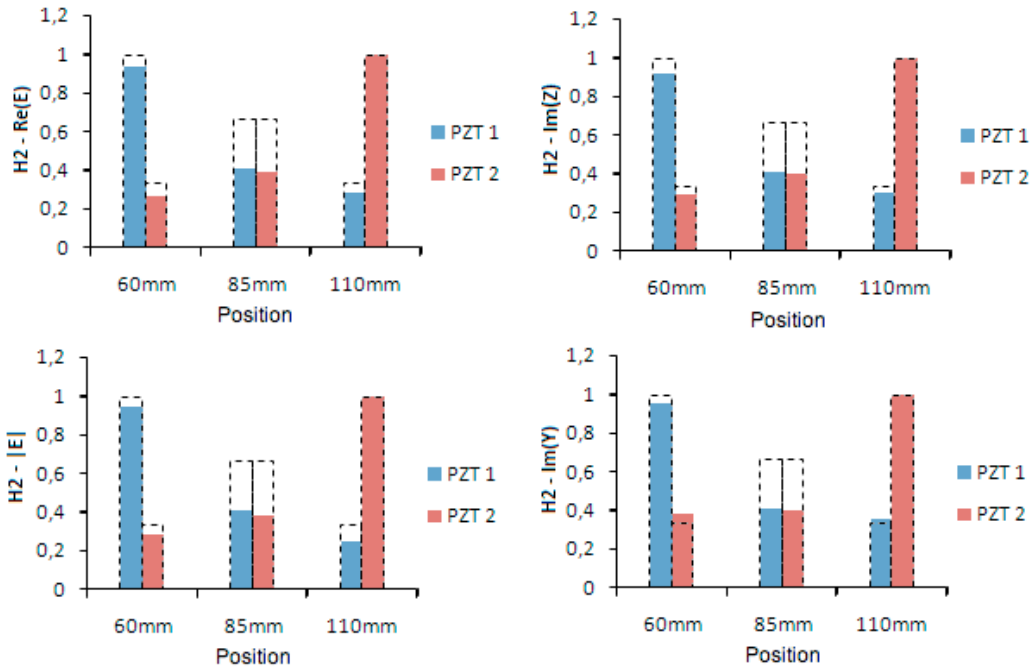 1,2
1
0,8
0,6
0,4
0,2
0
H2 - Re(E)
60mm 85mm 110mm
Position
PZT 1
PZT 2
1,2
1
0,8
0,6
0,4
0,2
0
H2 - Im(Z)
60mm 85mm 110mm
Position
PZT 1
PZT 2
1,2
1
0,8
0,6
0,4
0,2
0
H2 - |E|
60mm 85mm 110mm
Position
PZT 1
PZT 2
1,2
1
0,8
0,6
0,4
0,2
0
H2 - Im(Y)
60mm 85mm 110mm
Position
PZT 1
PZT 2